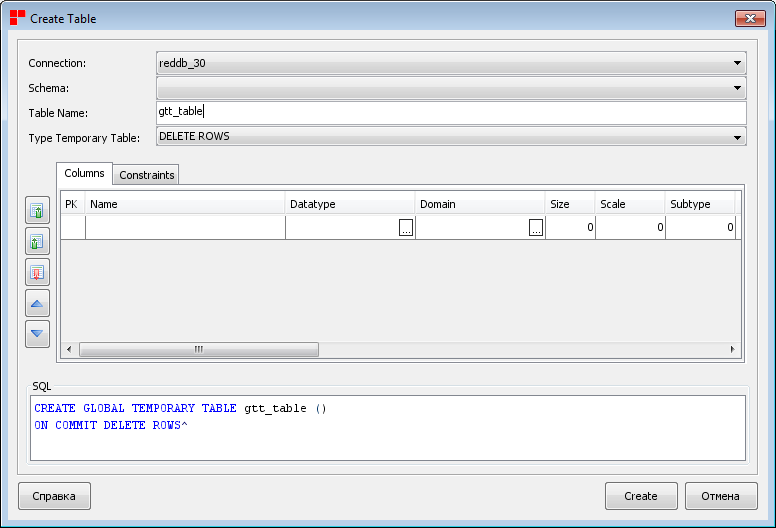 Create Table
Connection: reddb_30
Schema:
Table Name: gtt_table
Type Temporary Table: DELETE ROWS
Columns Constraints
PK Name Datatype Domain Size Scale Subtype
... ... 0 0 0
SQL
CREATE GLOBAL TEMPORARY TABLE gtt_table ()
ON COMMIT DELETE ROWS^
Справка Create Отмена